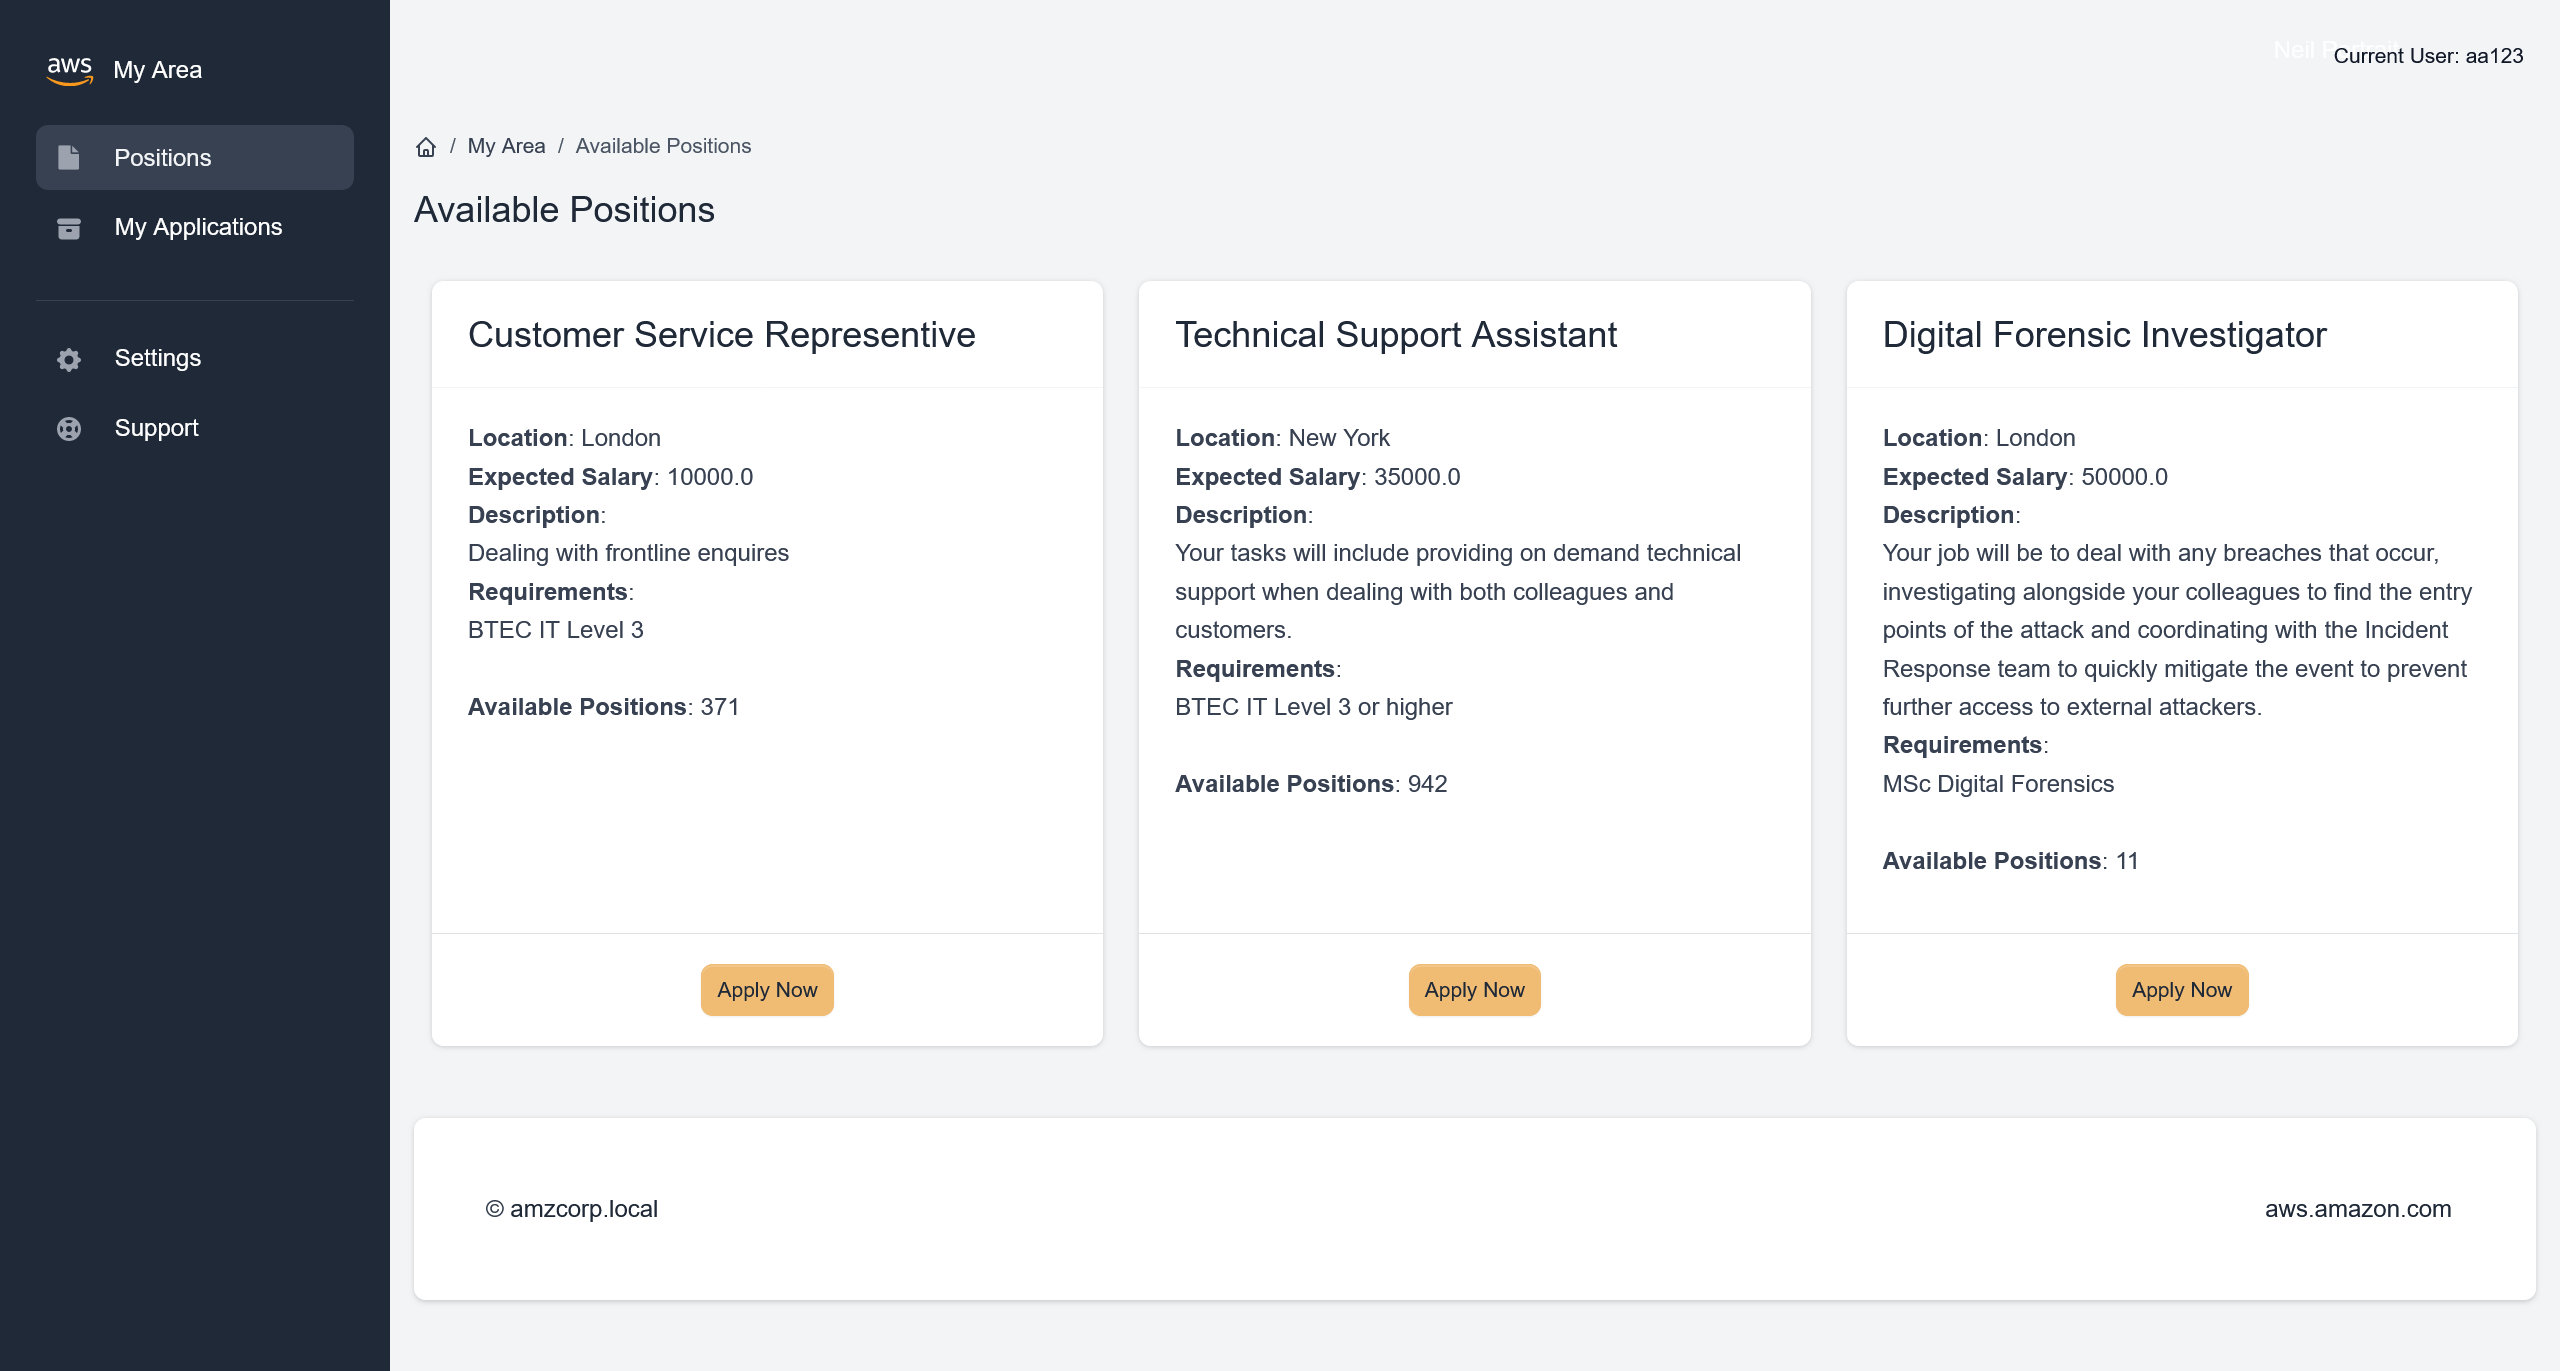 aws My Area
Positions
My Applications
Settings
Support
Neil
Current User: aa123
/ My Area / Available Positions
Available Positions
Customer Service Representive
Location: London
Expected Salary: 10000.0
Description:
Dealing with frontline enquires
Requirements:
BTEC IT Level 3
Available Positions: 371
Apply Now
Technical Support Assistant
Location: New York
Expected Salary: 35000.0
Description:
Your tasks will include providing on demand technical
support when dealing with both colleagues and
customers.
Requirements:
BTEC IT Level 3 or higher
Available Positions: 942
Apply Now
Digital Forensic Investigator
Location: London
Expected Salary: 50000.0
Description:
Your job will be to deal with any breaches that occur,
investigating alongside your colleagues to find the entry
points of the attack and coordinating with the Incident
Response team to quickly mitigate the event to prevent
further access to external attackers.
Requirements:
MSc Digital Forensics
Available Positions: 11
Apply Now
© amzcorp.local
aws.amazon.com